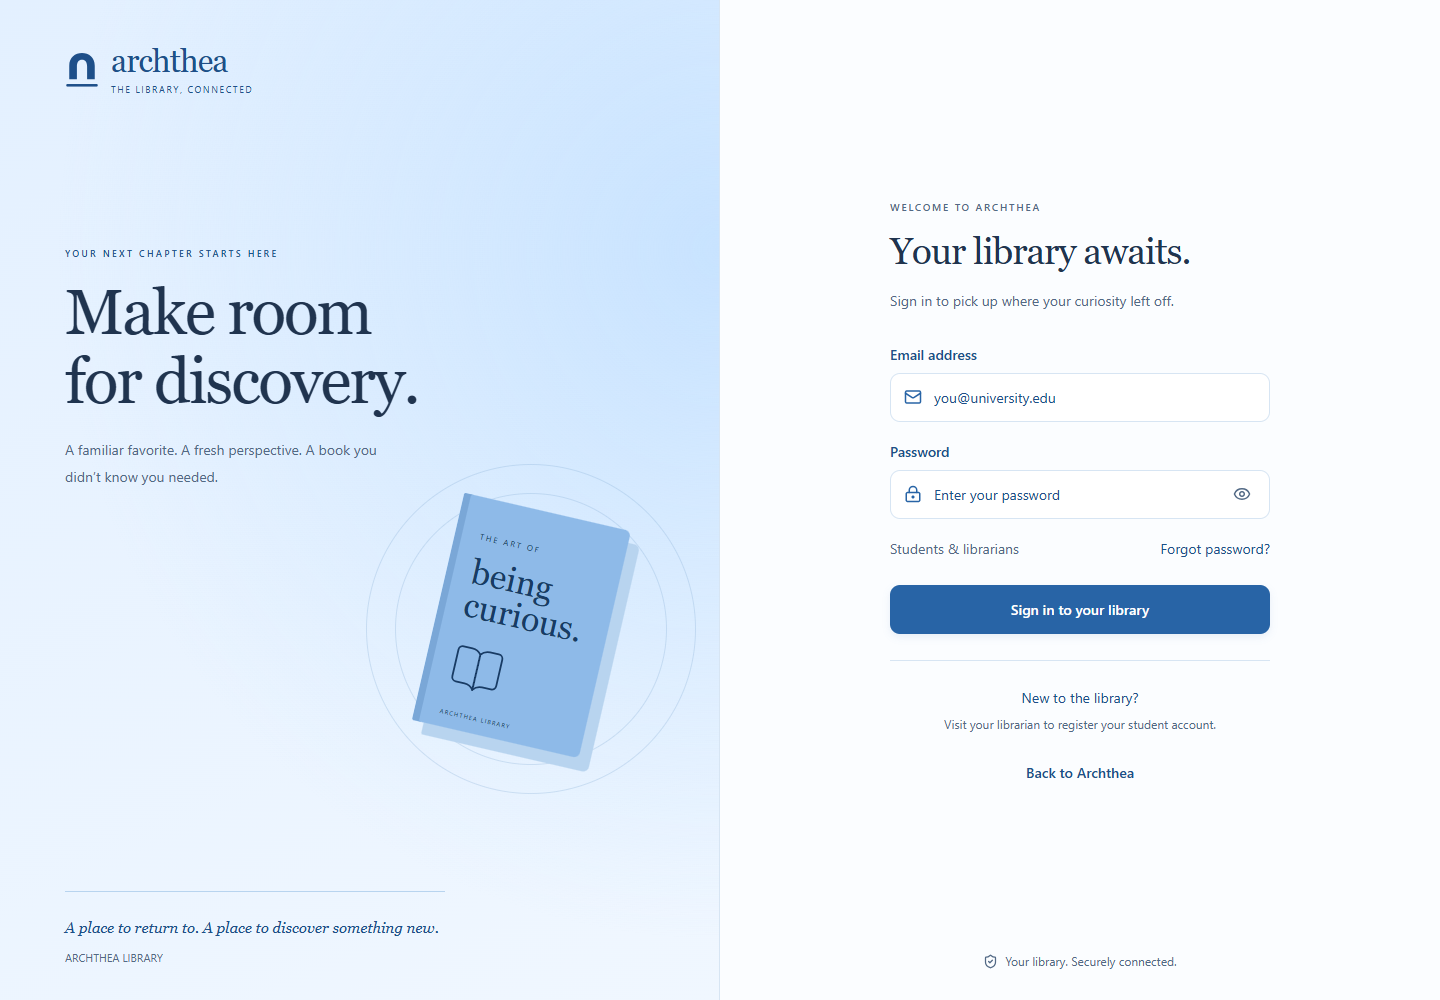 archthea
THE LIBRARY, CONNECTED
YOUR NEXT CHAPTER STARTS HERE
Make room
for discovery.
A familiar favorite. A fresh perspective. A book you
didn't know you needed.
THE ART OF
being
curious.
ARCHTHEA LIBRARY
A place to return to. A place to discover something new.
ARCHTHEA LIBRARY
WELCOME TO ARCHTHEA
Your library awaits.
Sign in to pick up where your curiosity left off.
Email address
you@university.edu
Password
Enter your password
Students & librarians
Forgot password?
Sign in to your library
New to the library?
Visit your librarian to register your student account.
Back to Archthea
Your library. Securely connected.